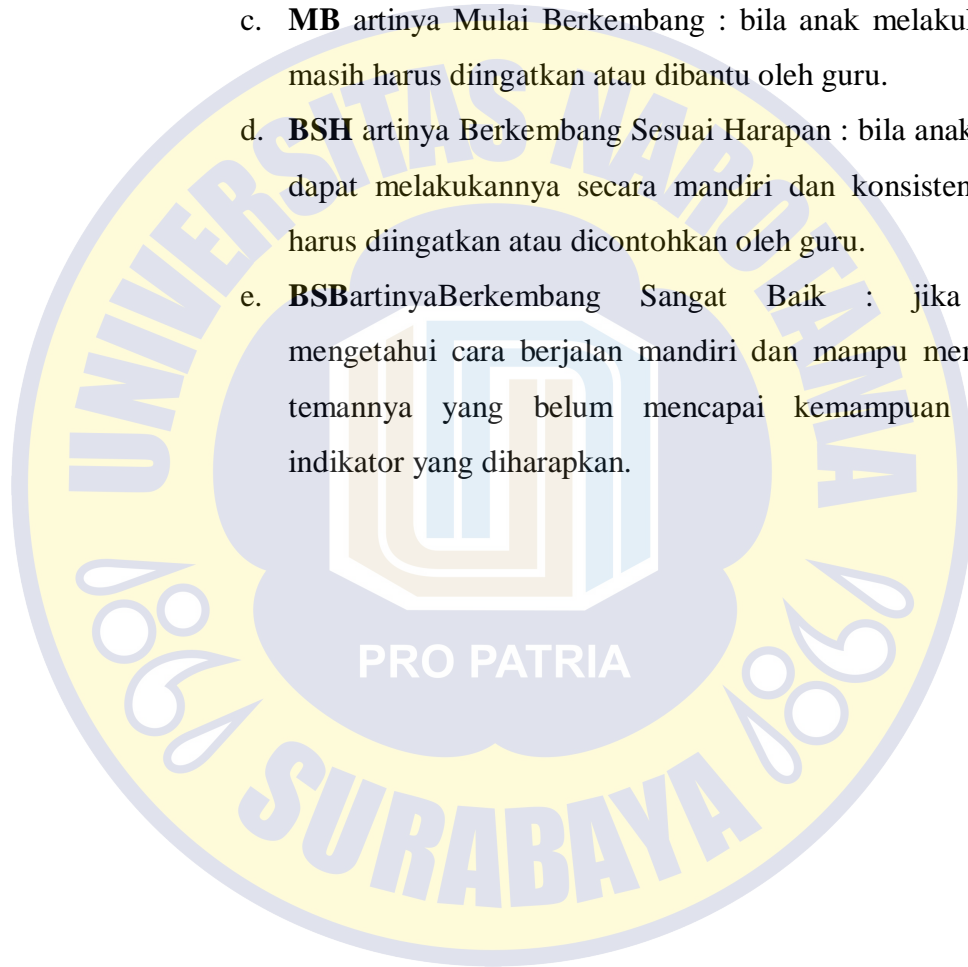 c. MB artinya Mulai Berkembang : bila anak
masih harus diingatkan atau dibantu oleh guru.
d. BSH artinya Berkembang Sesuai Harapan : bila anak
dapat melakukannya secara mandiri dan konsisten
harus diingatkan atau dicontohkan oleh guru.
e. BSBartinyaBerkembang Sangat Baik : jika
mengetahui cara berjalan mandiri dan mampu
temannya yang belum mencapai kemampuan
indikator yang diharapkan.
UNIVERSITAS NAROTAMA
PRO PATRIA
SURABAYA